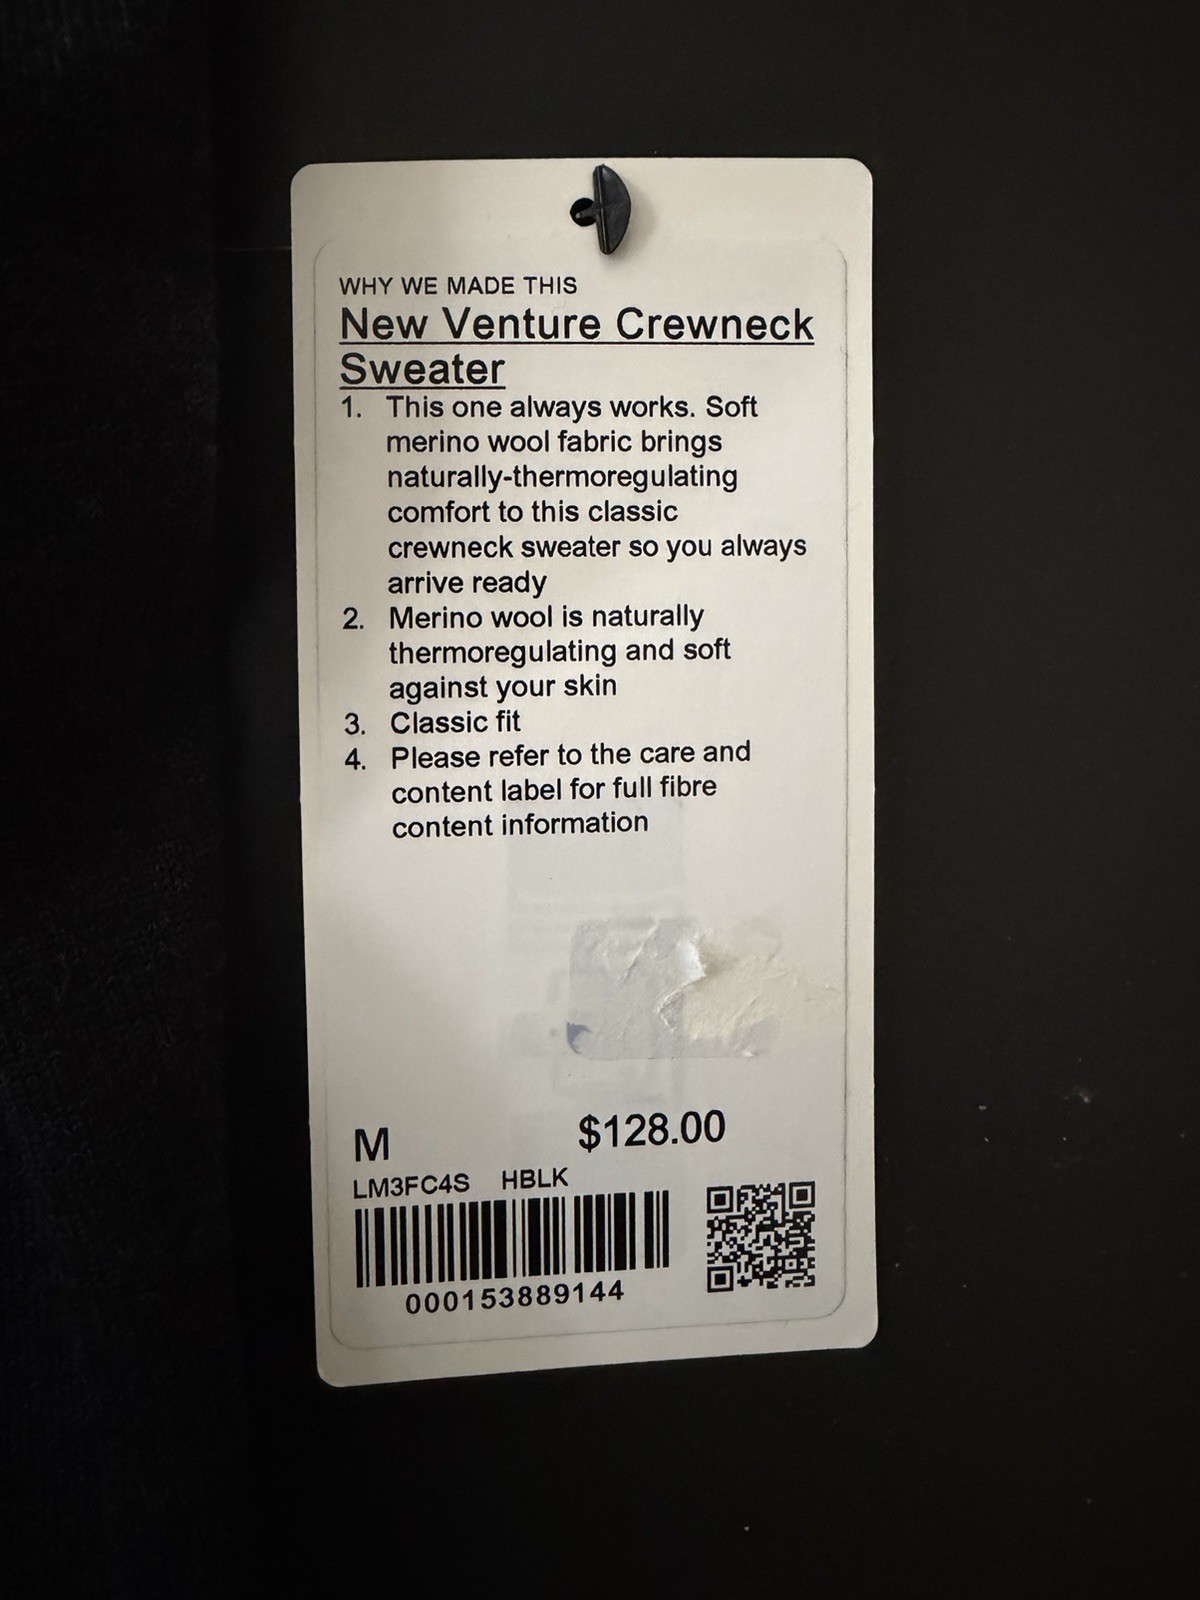 WHY WE MADE THIS
New Venture Crewneck
Sweater
1. This one always works. Soft
merino wool fabric brings
naturally-thermoregulating
comfort to this classic
crewneck sweater so you always
arrive ready
2. Merino wool is naturally
thermoregulating and soft
against your skin
3. Classic fit
4. Please refer to the care and
content label for full fibre
content information
M $128.00
LM3FC4S HBLK
000153889144